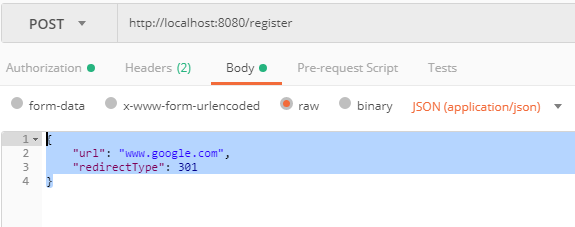 POST http://localhost:8080/register
Authorization Headers (2) Body Pre-request Script Tests
form-data x-www-form-urlencoded raw binary JSON (application/json)
1 {
2 "url": "www.google.com",
3 "redirectType": 301
4 }